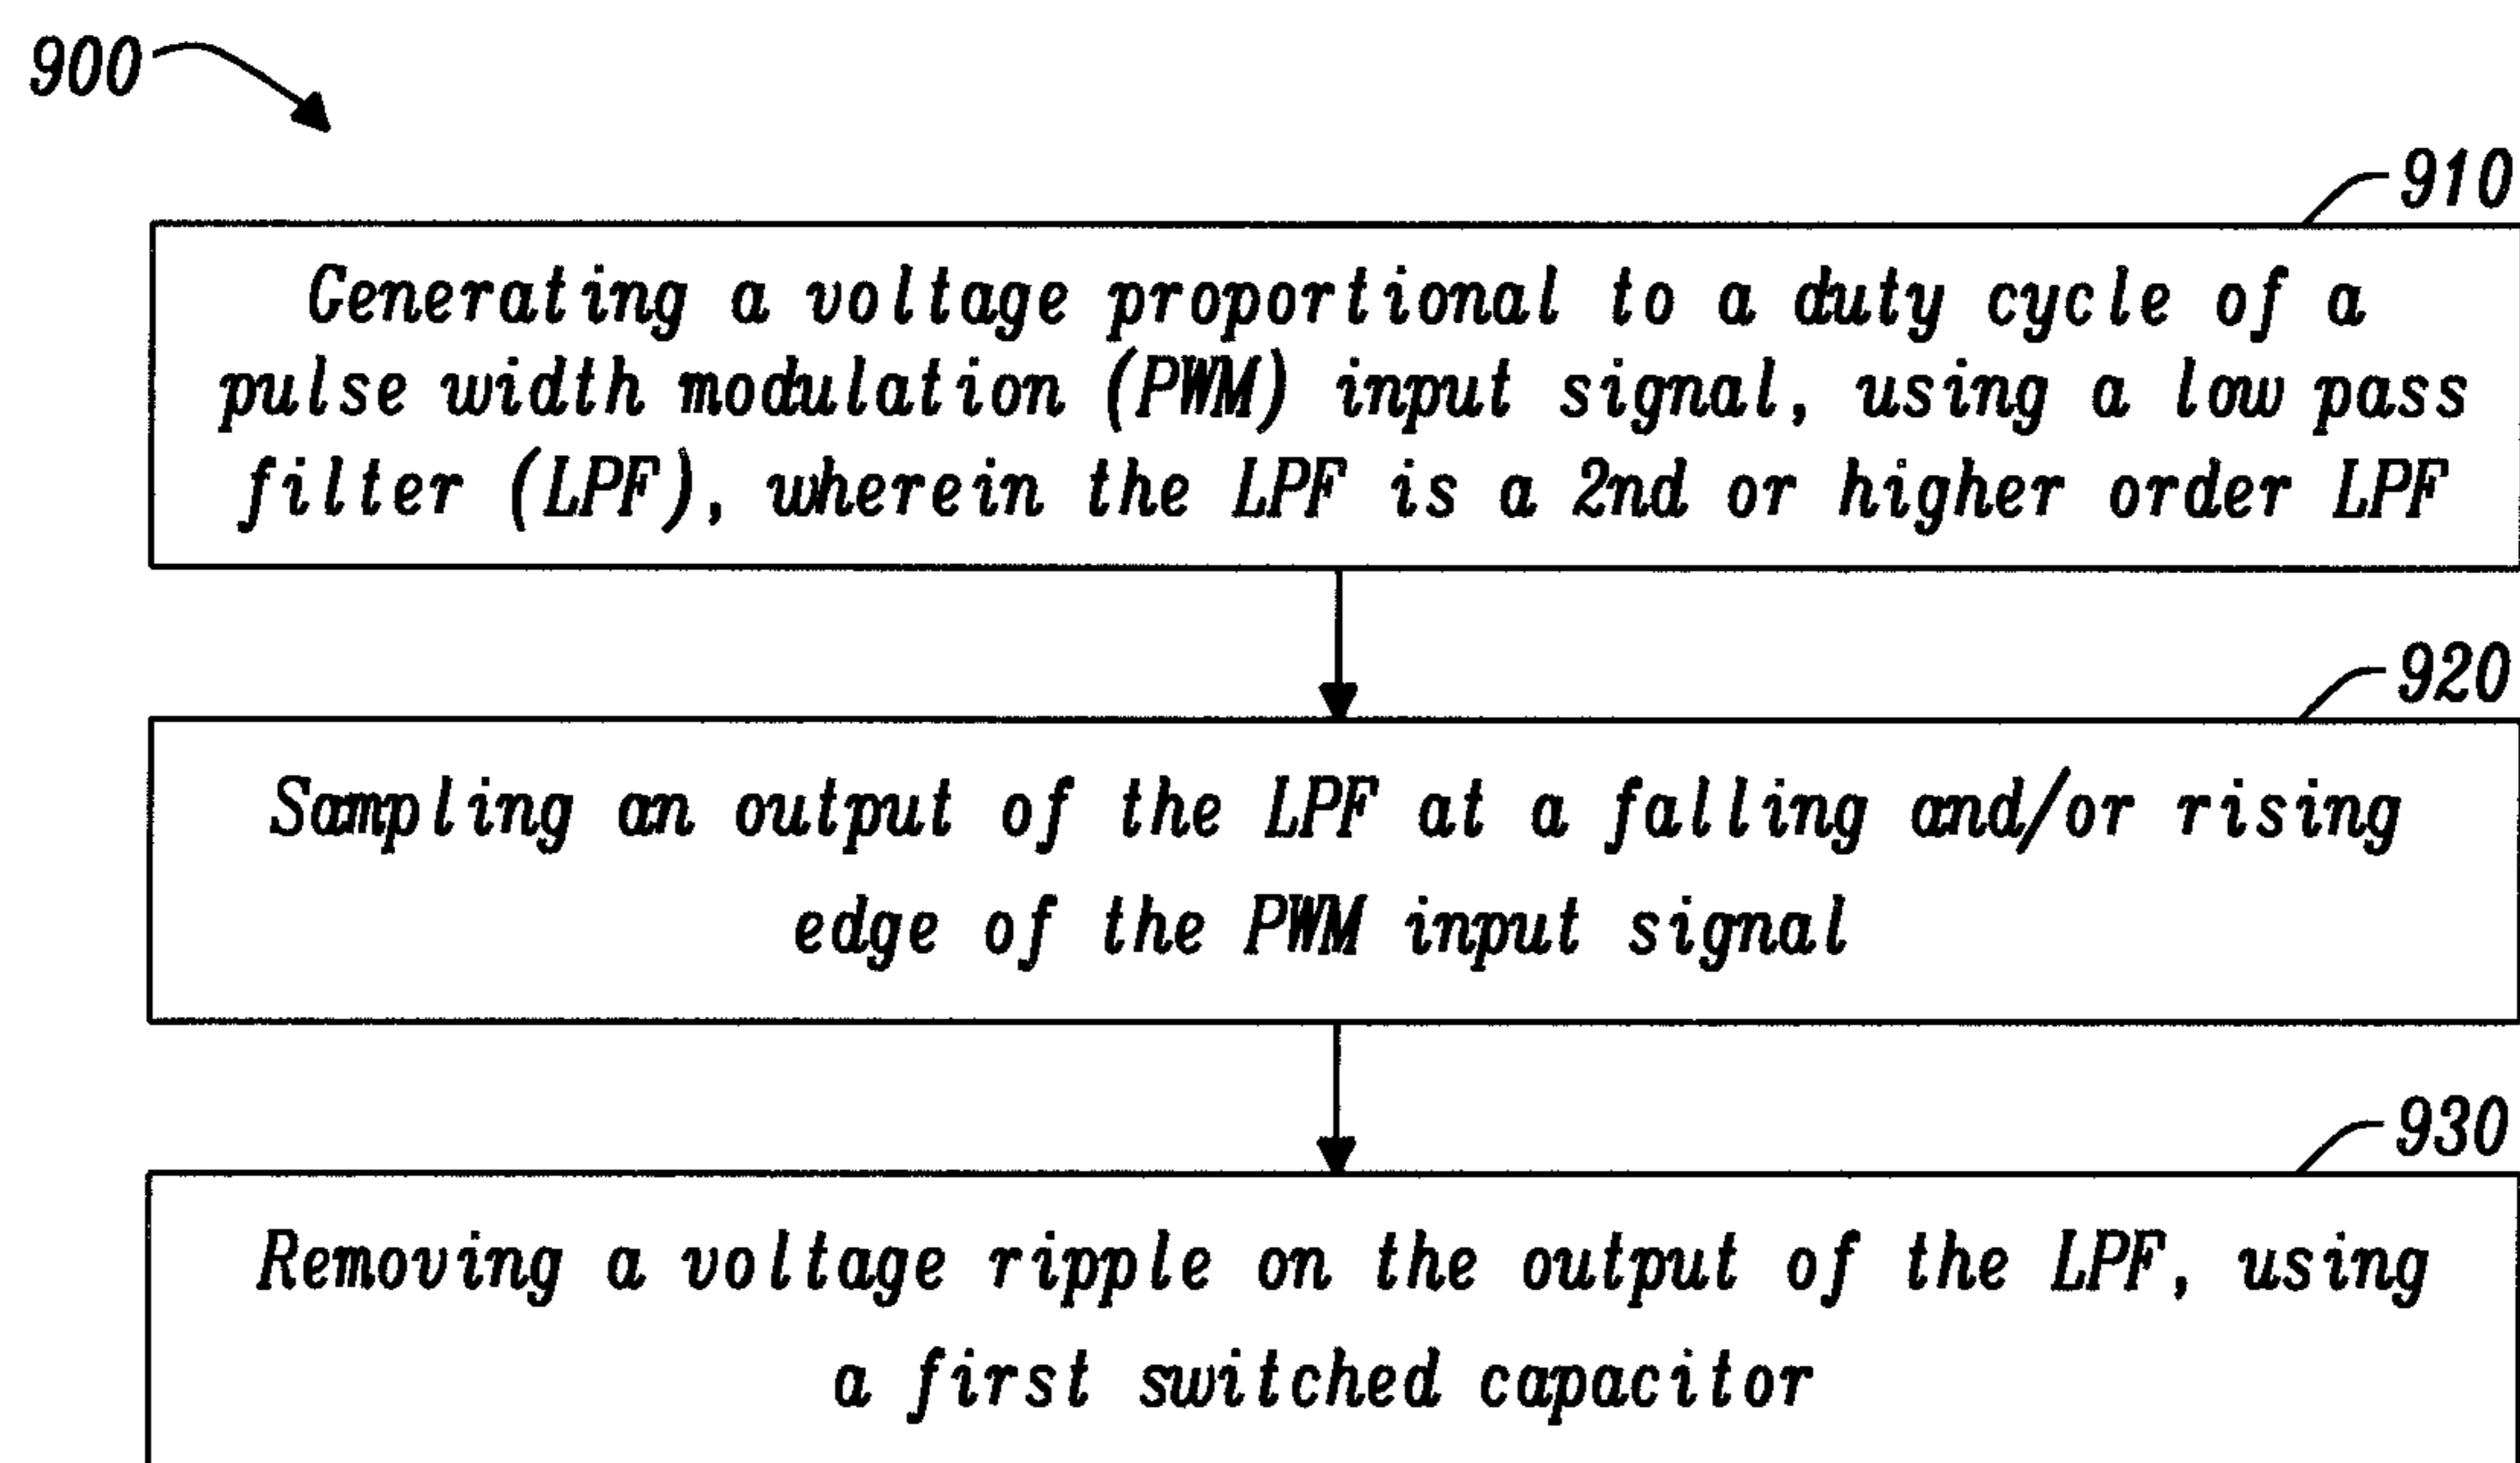 900
910
Generating a voltage proportional to a duty cycle of a
pulse width modulation (PWM) input signal, using a low pass
filter (LPF), wherein the LPF is a 2nd or higher order LPF
920
Sampling an output of the LPF at a falling and/or rising
edge of the PWM input signal
930
Removing a voltage ripple on the output of the LPF, using
a first switched capacitor